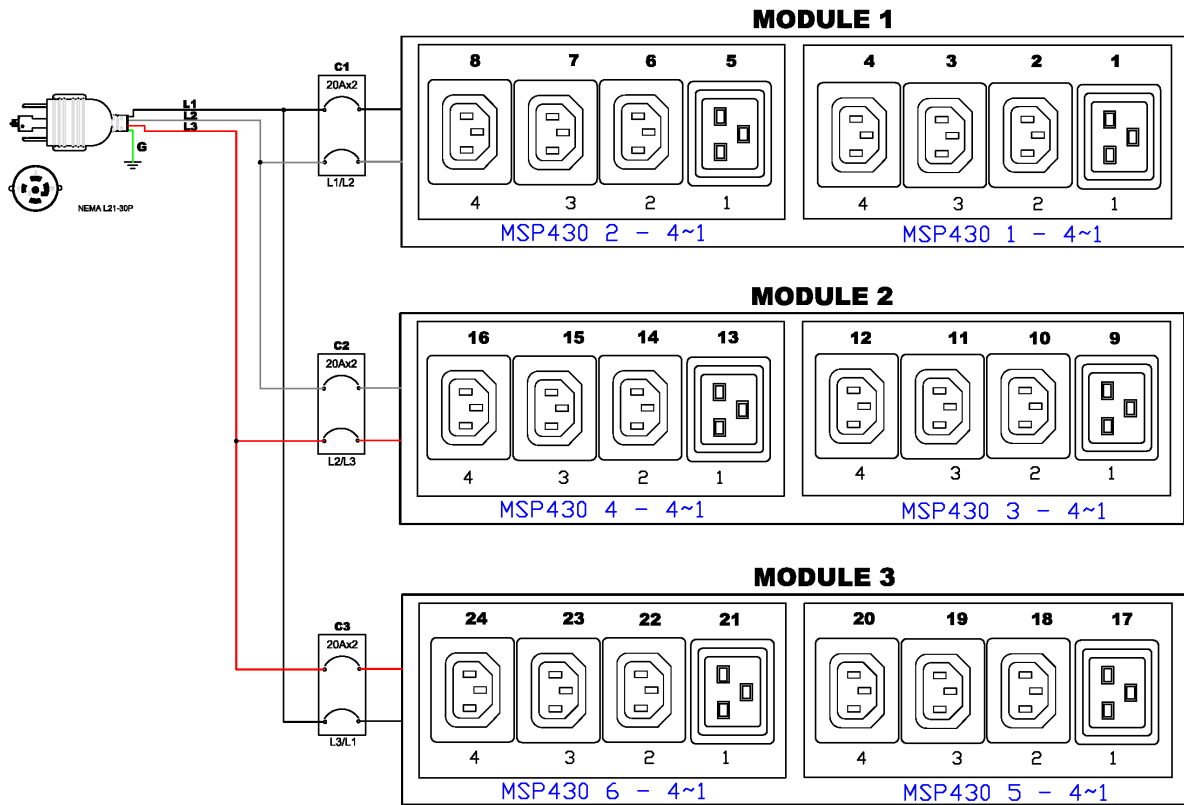 MODULE 1
C1
20Ax2
L1/L2
8 7 6 5 4 3 2 1
4 3 2 1 4 3 2 1
MSP430 2 - 4~1 MSP430 1 - 4~1
L1
L2
L3
G
NEMA L21-30P
MODULE 2
C2
20Ax2
L2/L3
16 15 14 13 12 11 10 9
4 3 2 1 4 3 2 1
MSP430 4 - 4~1 MSP430 3 - 4~1
MODULE 3
C3
20Ax2
L3/L1
24 23 22 21 20 19 18 17
4 3 2 1 4 3 2 1
MSP430 6 - 4~1 MSP430 5 - 4~1